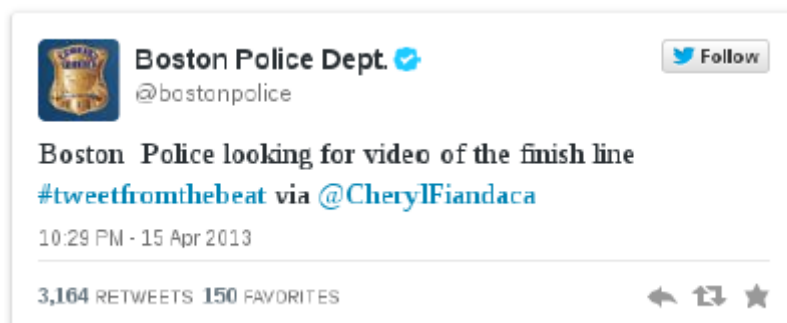 Boston Police Dept.
Follow
@bostonpolice
Boston Police looking for video of the finish line
#tweetfromthebeat via @CherylFiandaca
10:29 PM - 15 Apr 2013
3,164 RETWEETS 150 FAVORITES